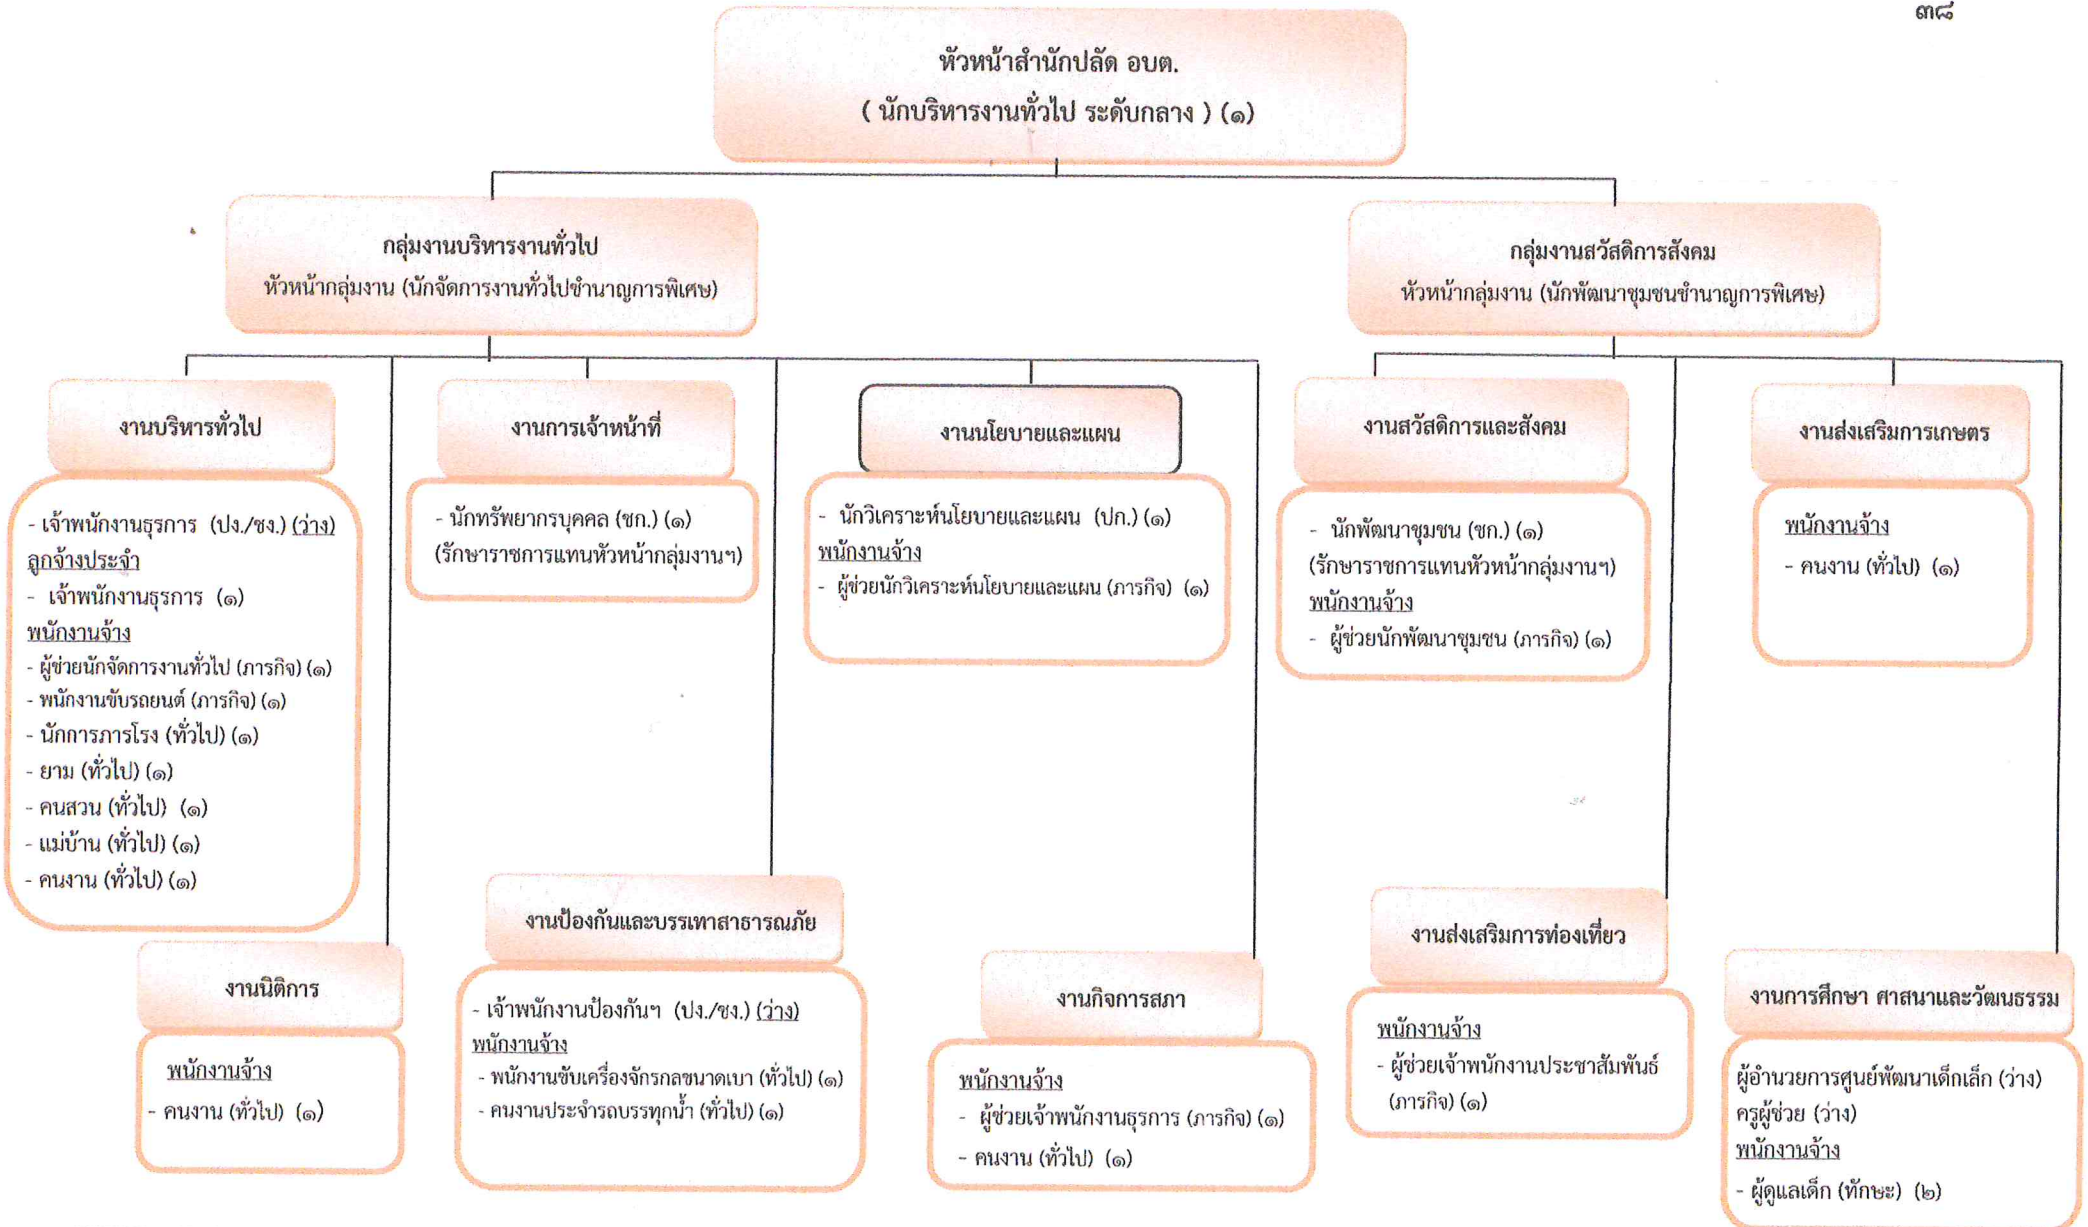 ๓๘
หัวหน้าสำนักปลัด อบต.
( นักบริหารงานทั่วไป ระดับกลาง ) (๑)
กลุ่มงานบริหารงานทั่วไป
หัวหน้ากลุ่มงาน (นักจัดการงานทั่วไปชำนาญการพิเศษ)
กลุ่มงานสวัสดิการสังคม
หัวหน้ากลุ่มงาน (นักพัฒนาชุมชนชำนาญการพิเศษ)
งานบริหารทั่วไป
- เจ้าพนักงานธุรการ (ปง./ชง.) (ว่าง)
ลูกจ้างประจำ
- เจ้าพนักงานธุรการ (๑)
พนักงานจ้าง
- ผู้ช่วยนักจัดการงานทั่วไป (ภารกิจ) (๑)
- พนักงานขับรถยนต์ (ภารกิจ) (๑)
- นักการภารโรง (ทั่วไป) (๑)
- ยาม (ทั่วไป) (๑)
- คนสวน (ทั่วไป) (๑)
- แม่บ้าน (ทั่วไป) (๑)
- คนงาน (ทั่วไป) (๑)
งานการเจ้าหน้าที่
- นักทรัพยากรบุคคล (ชก.) (๑)
(รักษาราชการแทนหัวหน้ากลุ่มงานฯ)
งานนโยบายและแผน
- นักวิเคราะห์นโยบายและแผน (ปก.) (๑)
พนักงานจ้าง
- ผู้ช่วยนักวิเคราะห์นโยบายและแผน (ภารกิจ) (๑)
งานสวัสดิการและสังคม
- นักพัฒนาชุมชน (ชก.) (๑)
(รักษาราชการแทนหัวหน้ากลุ่มงานฯ)
พนักงานจ้าง
- ผู้ช่วยนักพัฒนาชุมชน (ภารกิจ) (๑)
งานส่งเสริมการเกษตร
พนักงานจ้าง
- คนงาน (ทั่วไป) (๑)
งานนิติการ
พนักงานจ้าง
- คนงาน (ทั่วไป) (๑)
งานป้องกันและบรรเทาสาธารณภัย
- เจ้าพนักงานป้องกันฯ (ปง./ชง.) (ว่าง)
พนักงานจ้าง
- พนักงานขับเครื่องจักรกลขนาดเบา (ทั่วไป) (๑)
- คนงานประจำรถบรรทุกน้ำ (ทั่วไป) (๑)
งานกิจการสภา
พนักงานจ้าง
- ผู้ช่วยเจ้าพนักงานธุรการ (ภารกิจ) (๑)
- คนงาน (ทั่วไป) (๑)
งานส่งเสริมการท่องเที่ยว
พนักงานจ้าง
- ผู้ช่วยเจ้าพนักงานประชาสัมพันธ์
(ภารกิจ) (๑)
งานการศึกษา ศาสนาและวัฒนธรรม
ผู้อำนวยการศูนย์พัฒนาเด็กเล็ก (ว่าง)
ครูผู้ช่วย (ว่าง)
พนักงานจ้าง
- ผู้ดูแลเด็ก (ทักษะ) (๒)